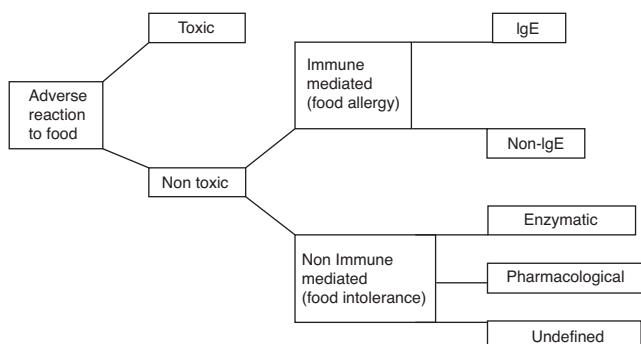 Toxic
IgE
Immune
mediated
(food allergy)
Adverse
reaction
to food
Non-IgE
Non toxic
Enzymatic
Non Immune
mediated
(food intolerance)
Pharmacological
Undefined